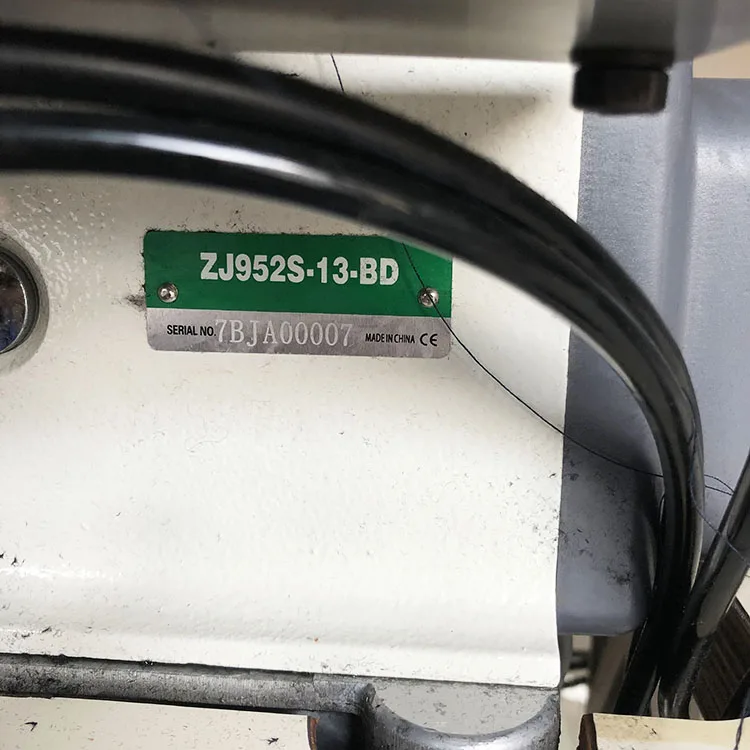 ZJ952S-13-BD
SERIAL NO. 7BJA00007 MADE IN CHINA CE